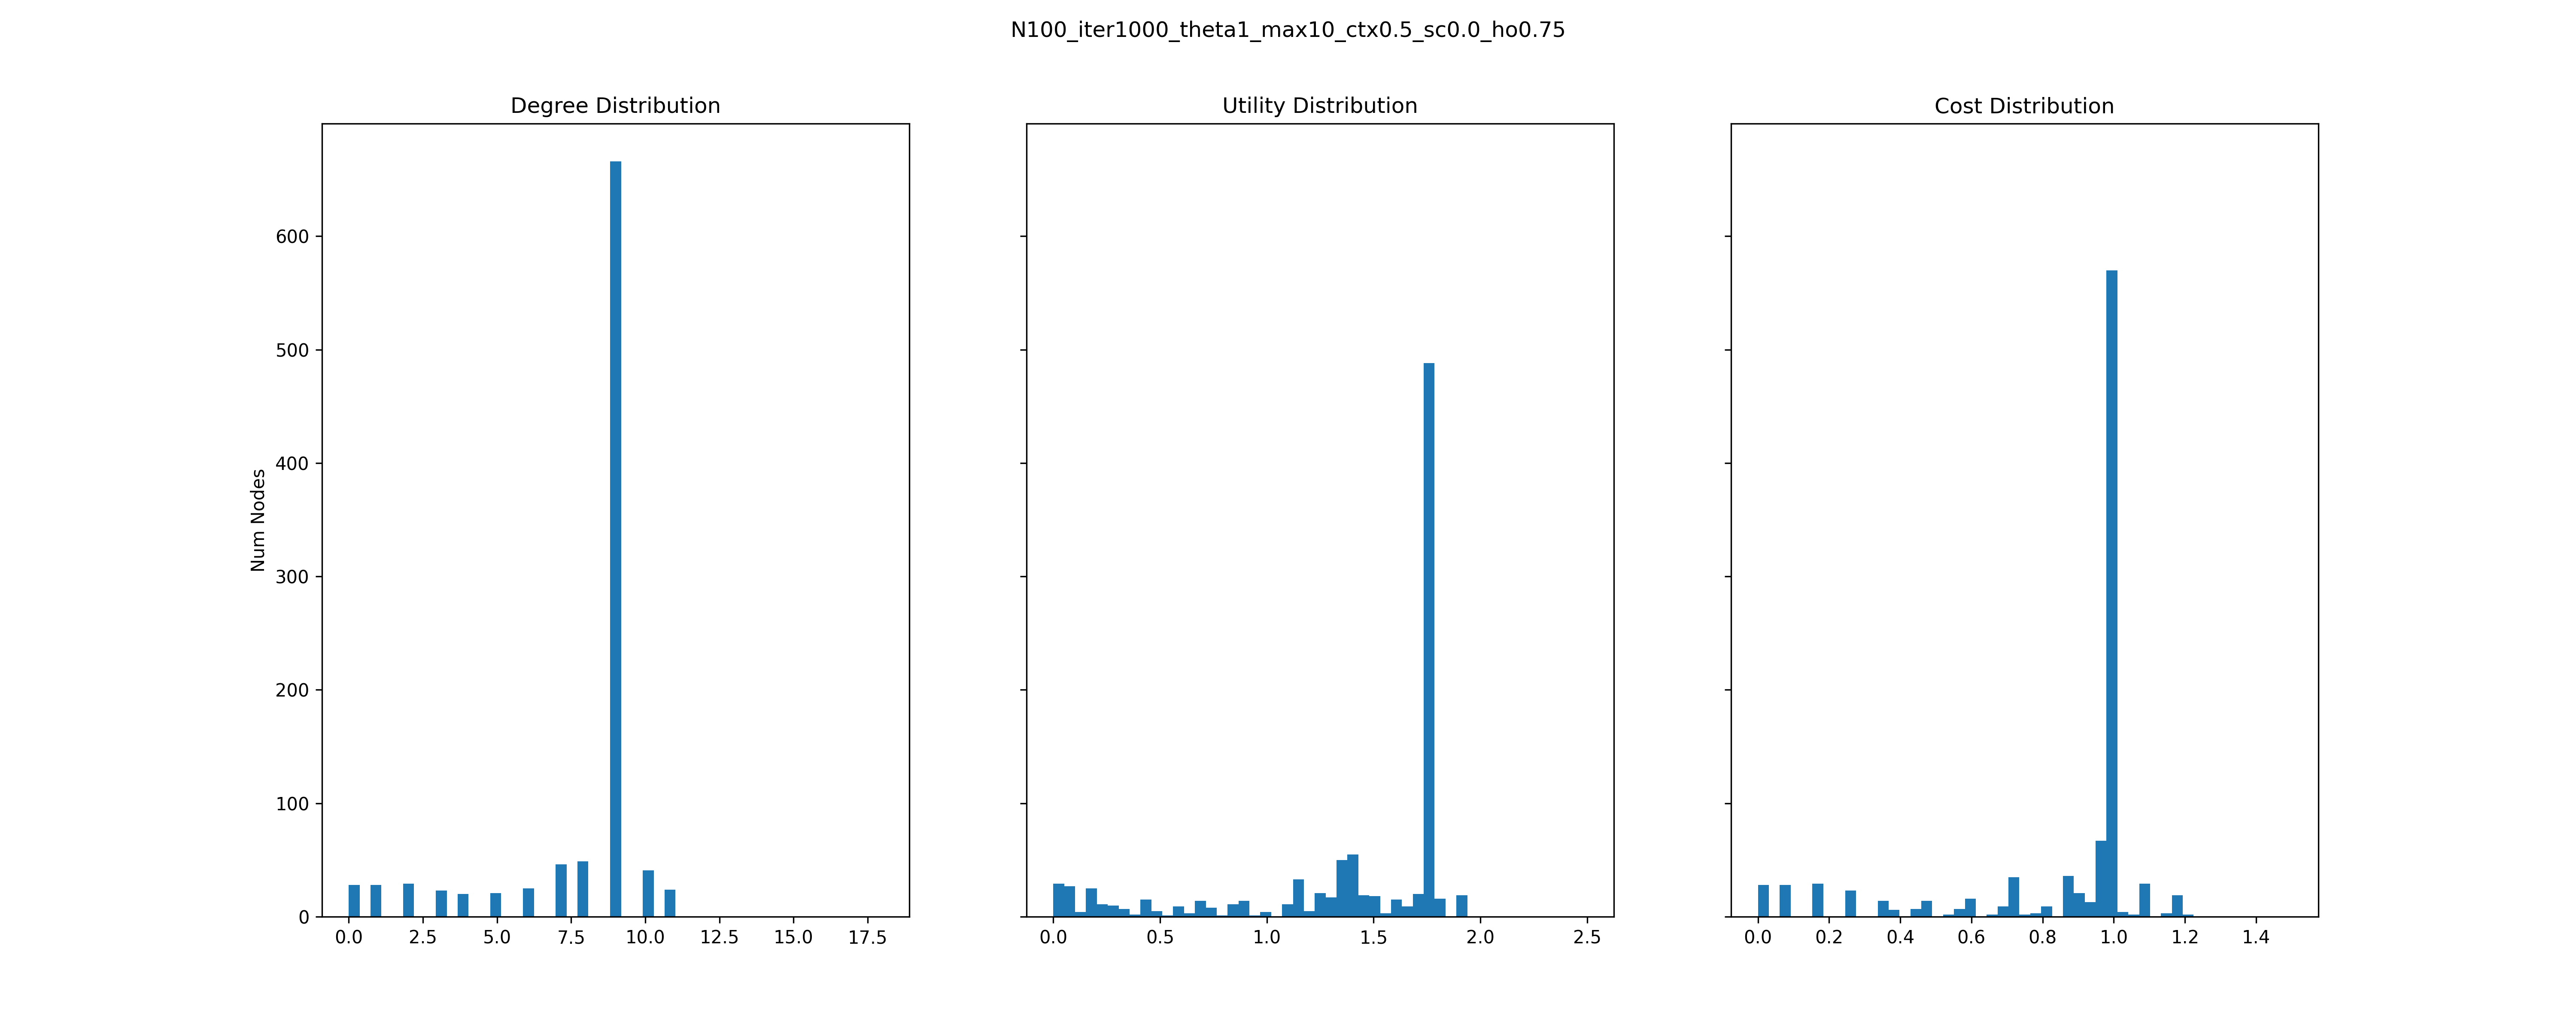 N100_iter1000_theta1_max10_ctx0.5_sc0.0_ho0.75
Degree Distribution
Num Nodes
600
500
400
300
200
100
0
0.0 2.5 5.0 7.5 10.0 12.5 15.0 17.5
Utility Distribution
0.0 0.5 1.0 1.5 2.0 2.5
Cost Distribution
0.0 0.2 0.4 0.6 0.8 1.0 1.2 1.4